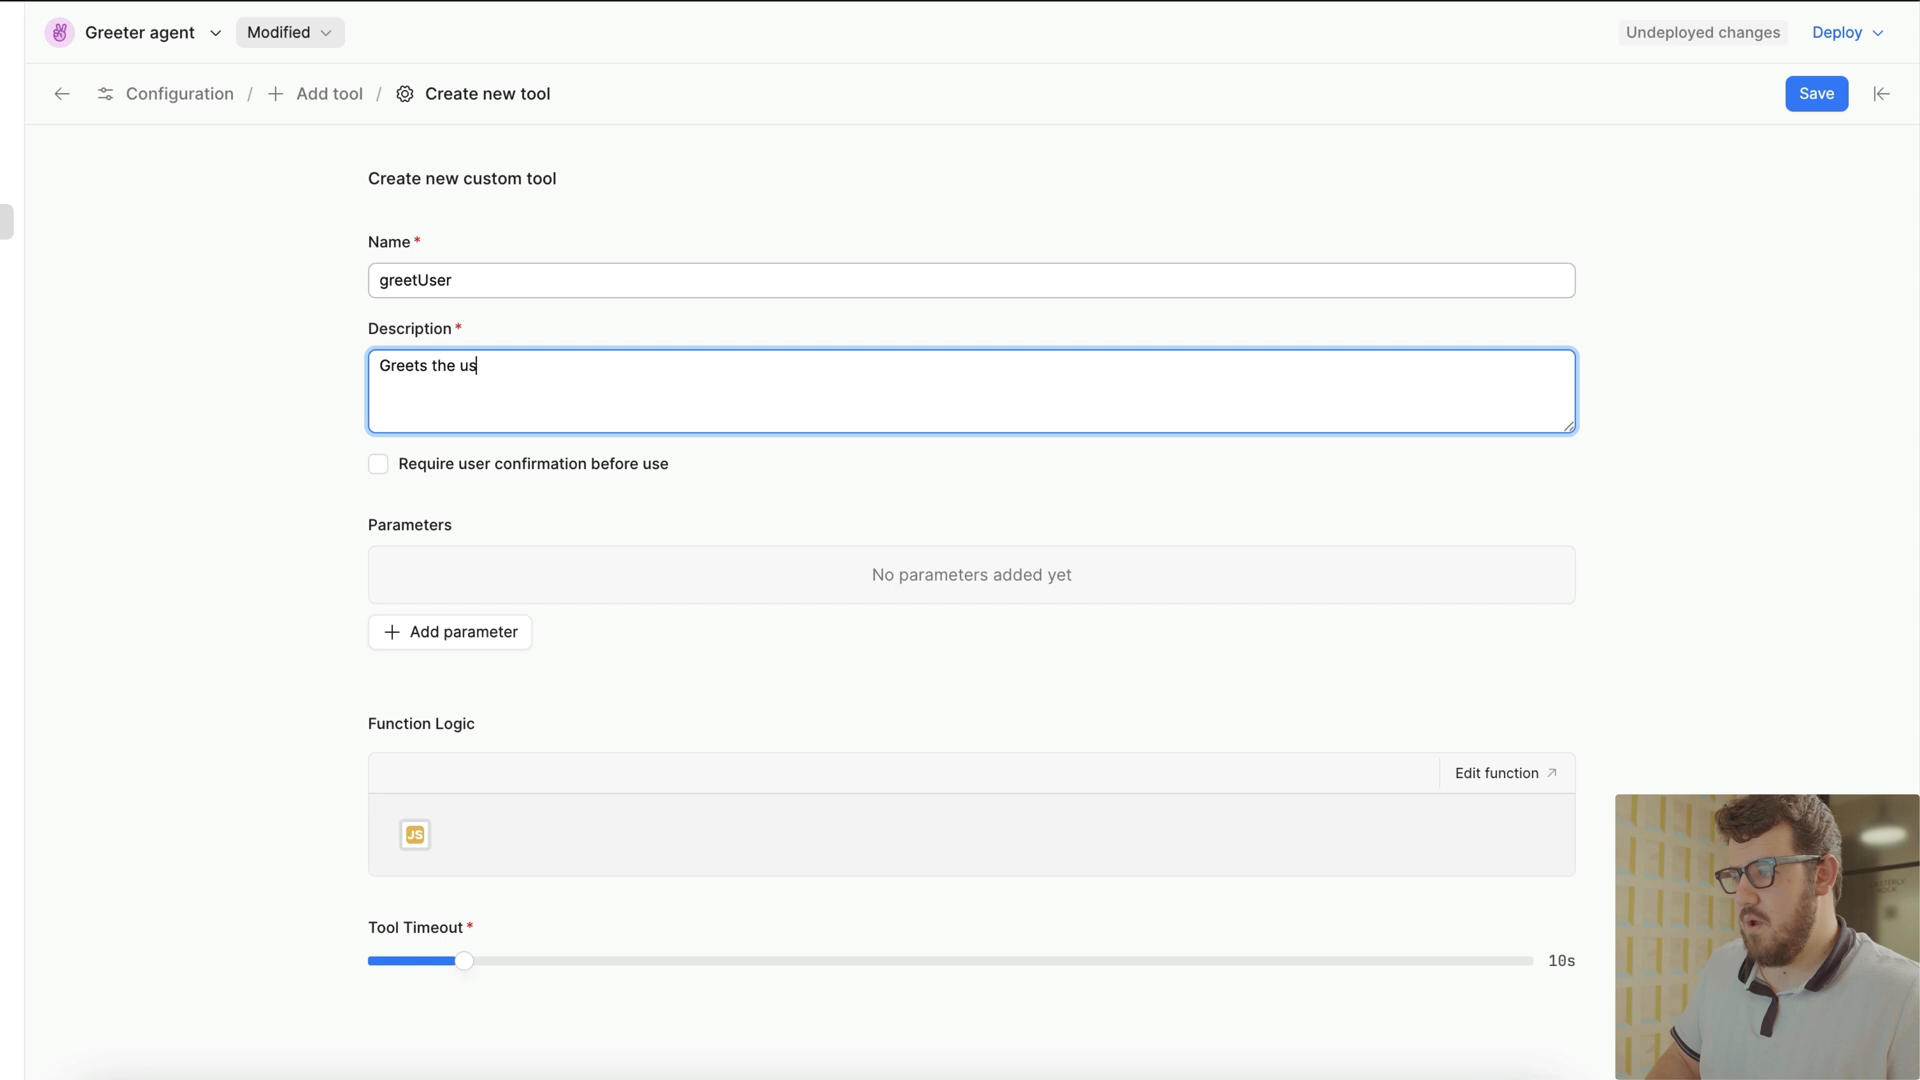 Greeter agent
Modified
Undeployed changes
Deploy
Configuration / Add tool / Create new tool
Save
Create new custom tool
Name *
greetUser
Description *
Greets the us
Require user confirmation before use
Parameters
No parameters added yet
Add parameter
Function Logic
Edit function
JS
Tool Timeout *
10s